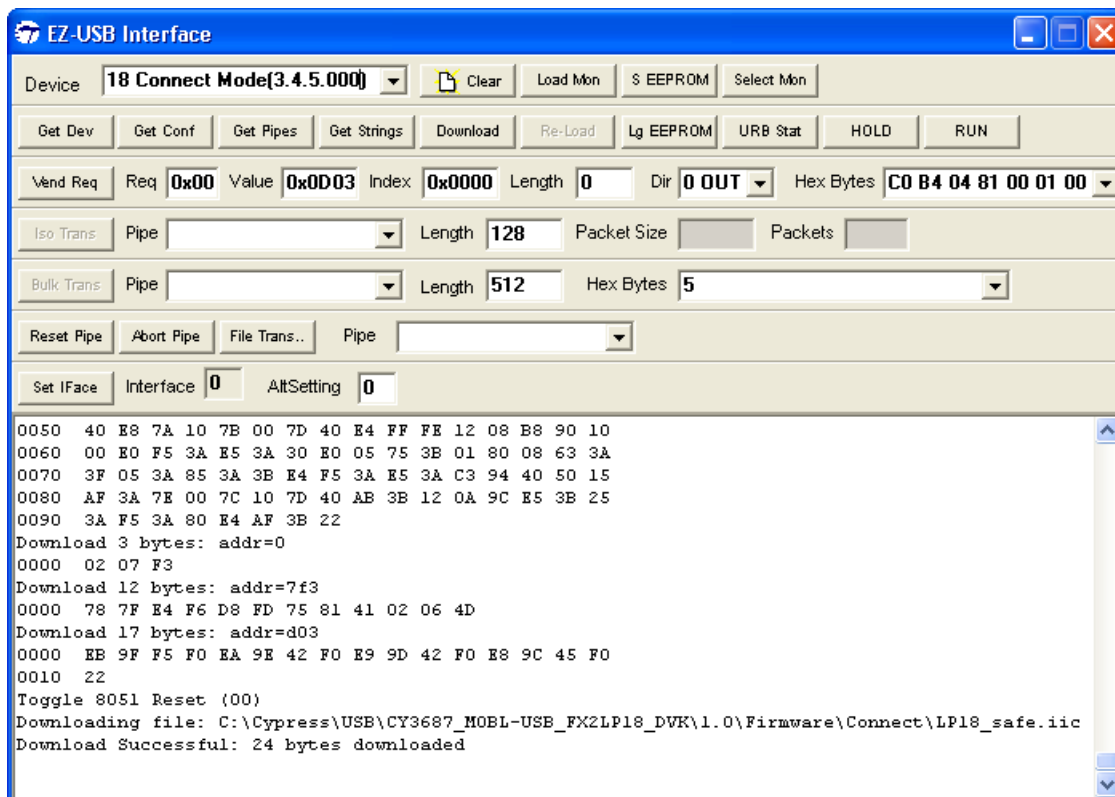 EZ-USB Interface
Device 18 Connect Mode(3.4.5.000) Clear Load Mon S EEPROM Select Mon
Get Dev Get Conf Get Pipes Get Strings Download Re-Load Lg EEPROM URB Stat HOLD RUN
Vend Req Req 0x00 Value 0x0D03 Index 0x0000 Length 0 Dir 0 OUT Hex Bytes C0 B4 04 81 00 01 00
Iso Trans Pipe Length 128 Packet Size Packets
Bulk Trans Pipe Length 512 Hex Bytes 5
Reset Pipe Abort Pipe File Trans.. Pipe
Set IFace Interface 0 AltSetting 0
0050 40 E8 7A 10 7B 00 7D 40 E4 FF FE 12 08 B8 90 10
0060 00 E0 F5 3A E5 3A 30 E0 05 75 3B 01 80 08 63 3A
0070 3F 05 3A 85 3A 3B E4 F5 3A E5 3A C3 94 40 50 15
0080 AF 3A 7E 00 7C 10 7D 40 AB 3B 12 0A 9C E5 3B 25
0090 3A F5 3A 80 E4 AF 3B 22
Download 3 bytes: addr=0
0000 02 07 F3
Download 12 bytes: addr=7f3
0000 78 7F E4 F6 D8 FD 75 81 41 02 06 4D
Download 17 bytes: addr=d03
0000 EB 9F F5 F0 EA 9E 42 F0 E9 9D 42 F0 E8 9C 45 F0
0010 22
Toggle 8051 Reset (00)
Downloading file: C:\Cypress\USB\CY3687_MOBL-USB_FX2LP18_DVK\1.0\Firmware\Connect\LP18_safe.iic
Download Successful: 24 bytes downloaded